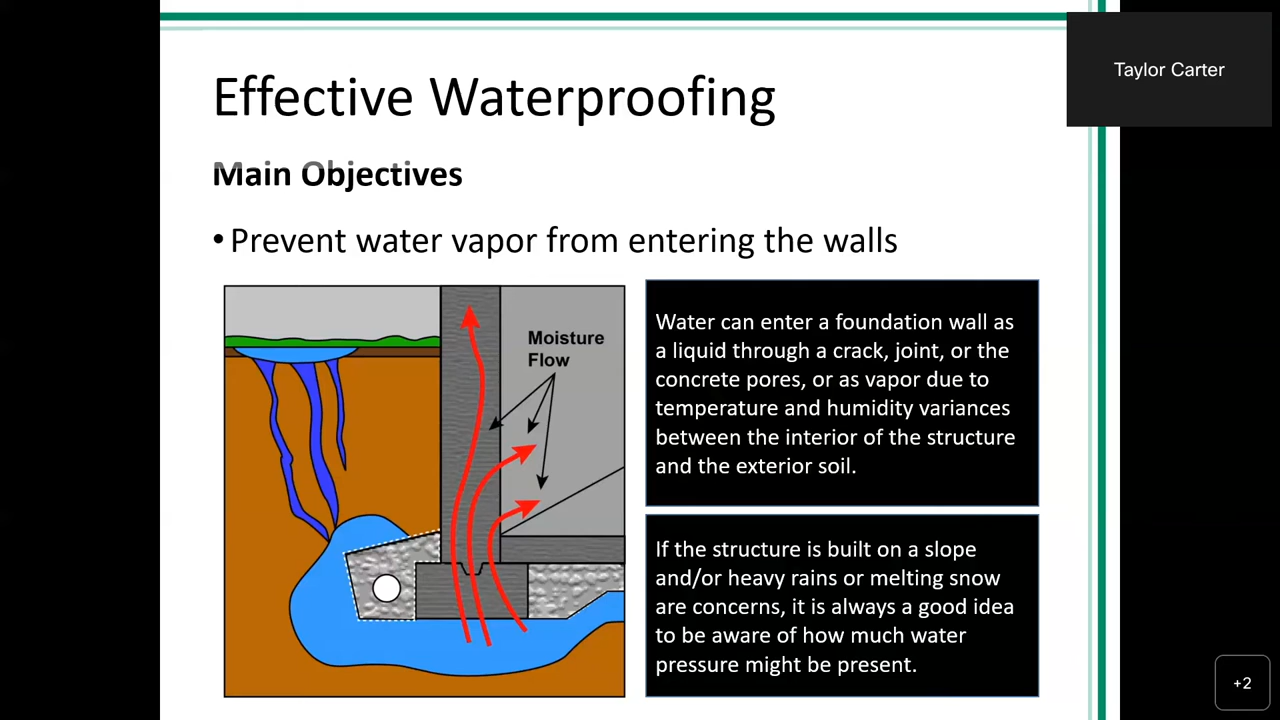 Effective Waterproofing
Taylor Carter
Main Objectives
• Prevent water vapor from entering the walls
Moisture
Flow
Water can enter a foundation wall as
a liquid through a crack, joint, or the
concrete pores, or as vapor due to
temperature and humidity variances
between the interior of the structure
and the exterior soil.
If the structure is built on a slope
and/or heavy rains or melting snow
are concerns, it is always a good idea
to be aware of how much water
pressure might be present.
+2